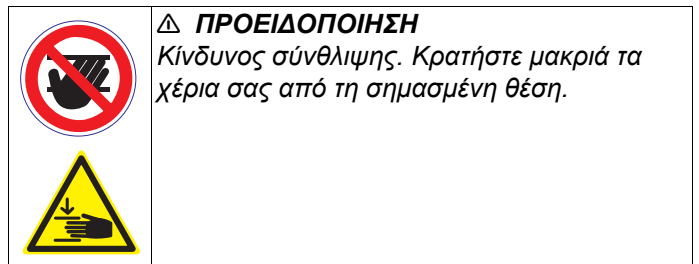 ⚠ ΠΡΟΕΙΔΟΠΟΙΗΣΗ
Κίνδυνος σύνθλιψης. Κρατήστε μακριά τα
χέρια σας από τη σημασμένη θέση.